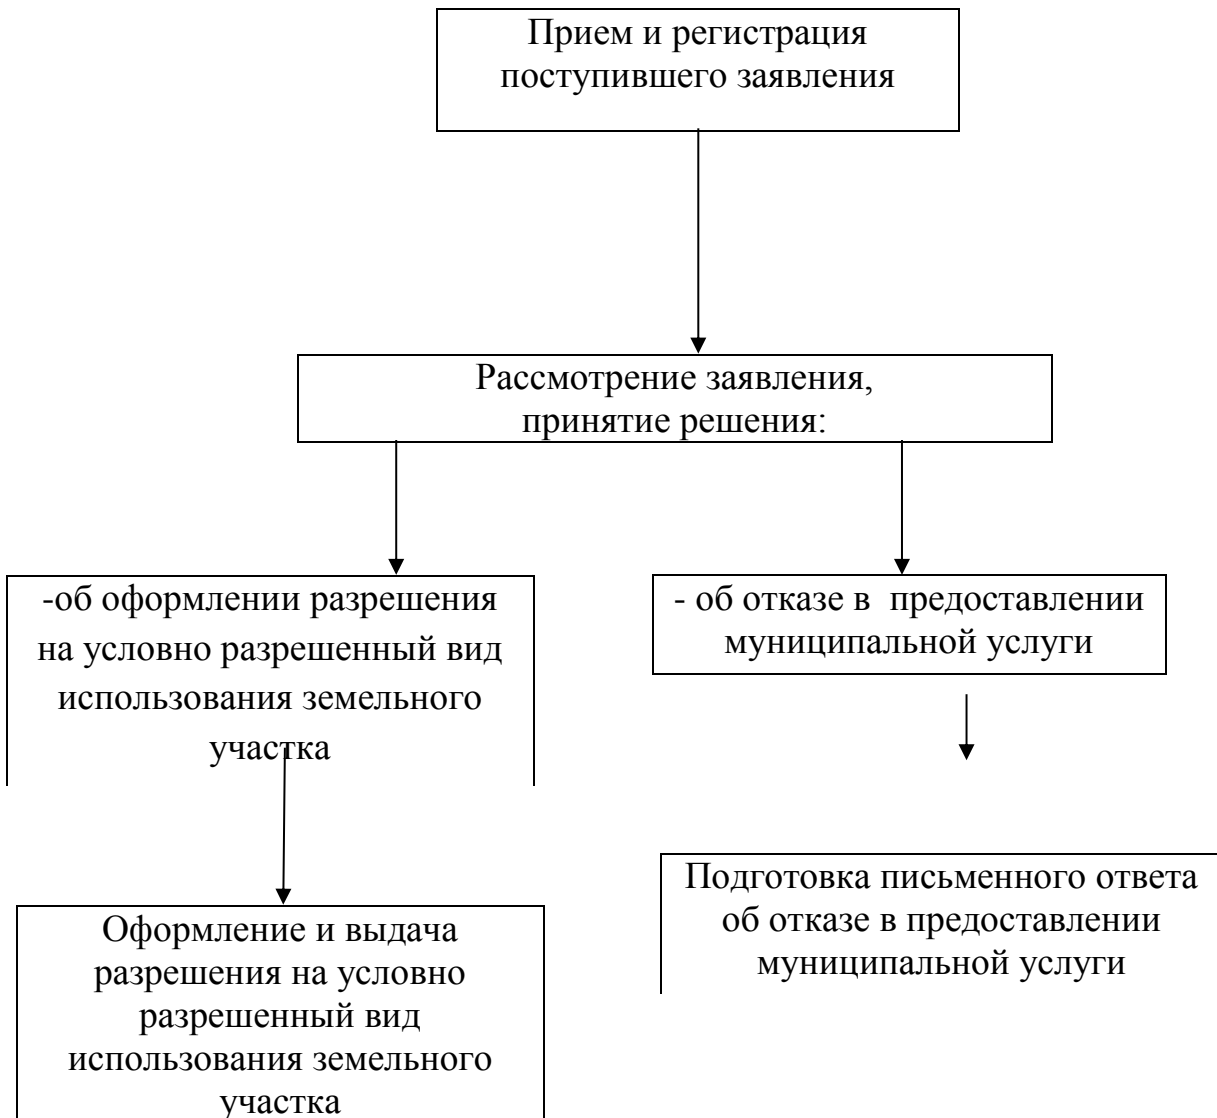 Прием и регистрация
поступившего заявления
Рассмотрение заявления,
принятие решения:
-об оформлении разрешения
на условно разрешенный вид
использования земельного
участка
- об отказе в  предоставлении
муниципальной услуги
Оформление и выдача
разрешения на условно
разрешенный вид
использования земельного
участка
Подготовка письменного ответа
об отказе в предоставлении
муниципальной услуги